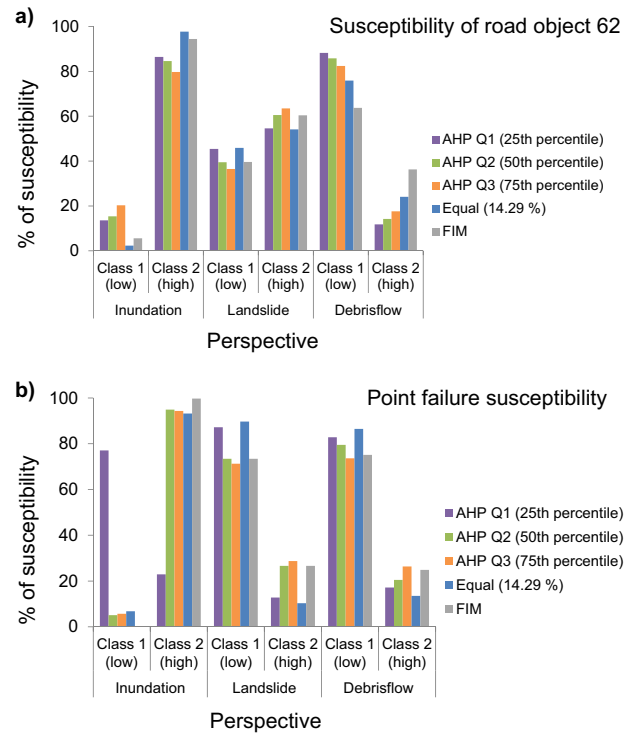 a)
Susceptibility of road object 62
100
80
60
40
20
0
% of susceptibility
Class 1 (low)
Class 2 (high)
Class 1 (low)
Class 2 (high)
Class 1 (low)
Class 2 (high)
Inundation
Landslide
Debrisflow
Perspective
AHP Q1 (25th percentile)
AHP Q2 (50th percentile)
AHP Q3 (75th percentile)
Equal (14.29 %)
FIM
b)
Point failure susceptibility
100
80
60
40
20
0
% of susceptibility
Class 1 (low)
Class 2 (high)
Class 1 (low)
Class 2 (high)
Class 1 (low)
Class 2 (high)
Inundation
Landslide
Debrisflow
Perspective
AHP Q1 (25th percentile)
AHP Q2 (50th percentile)
AHP Q3 (75th percentile)
Equal (14.29 %)
FIM